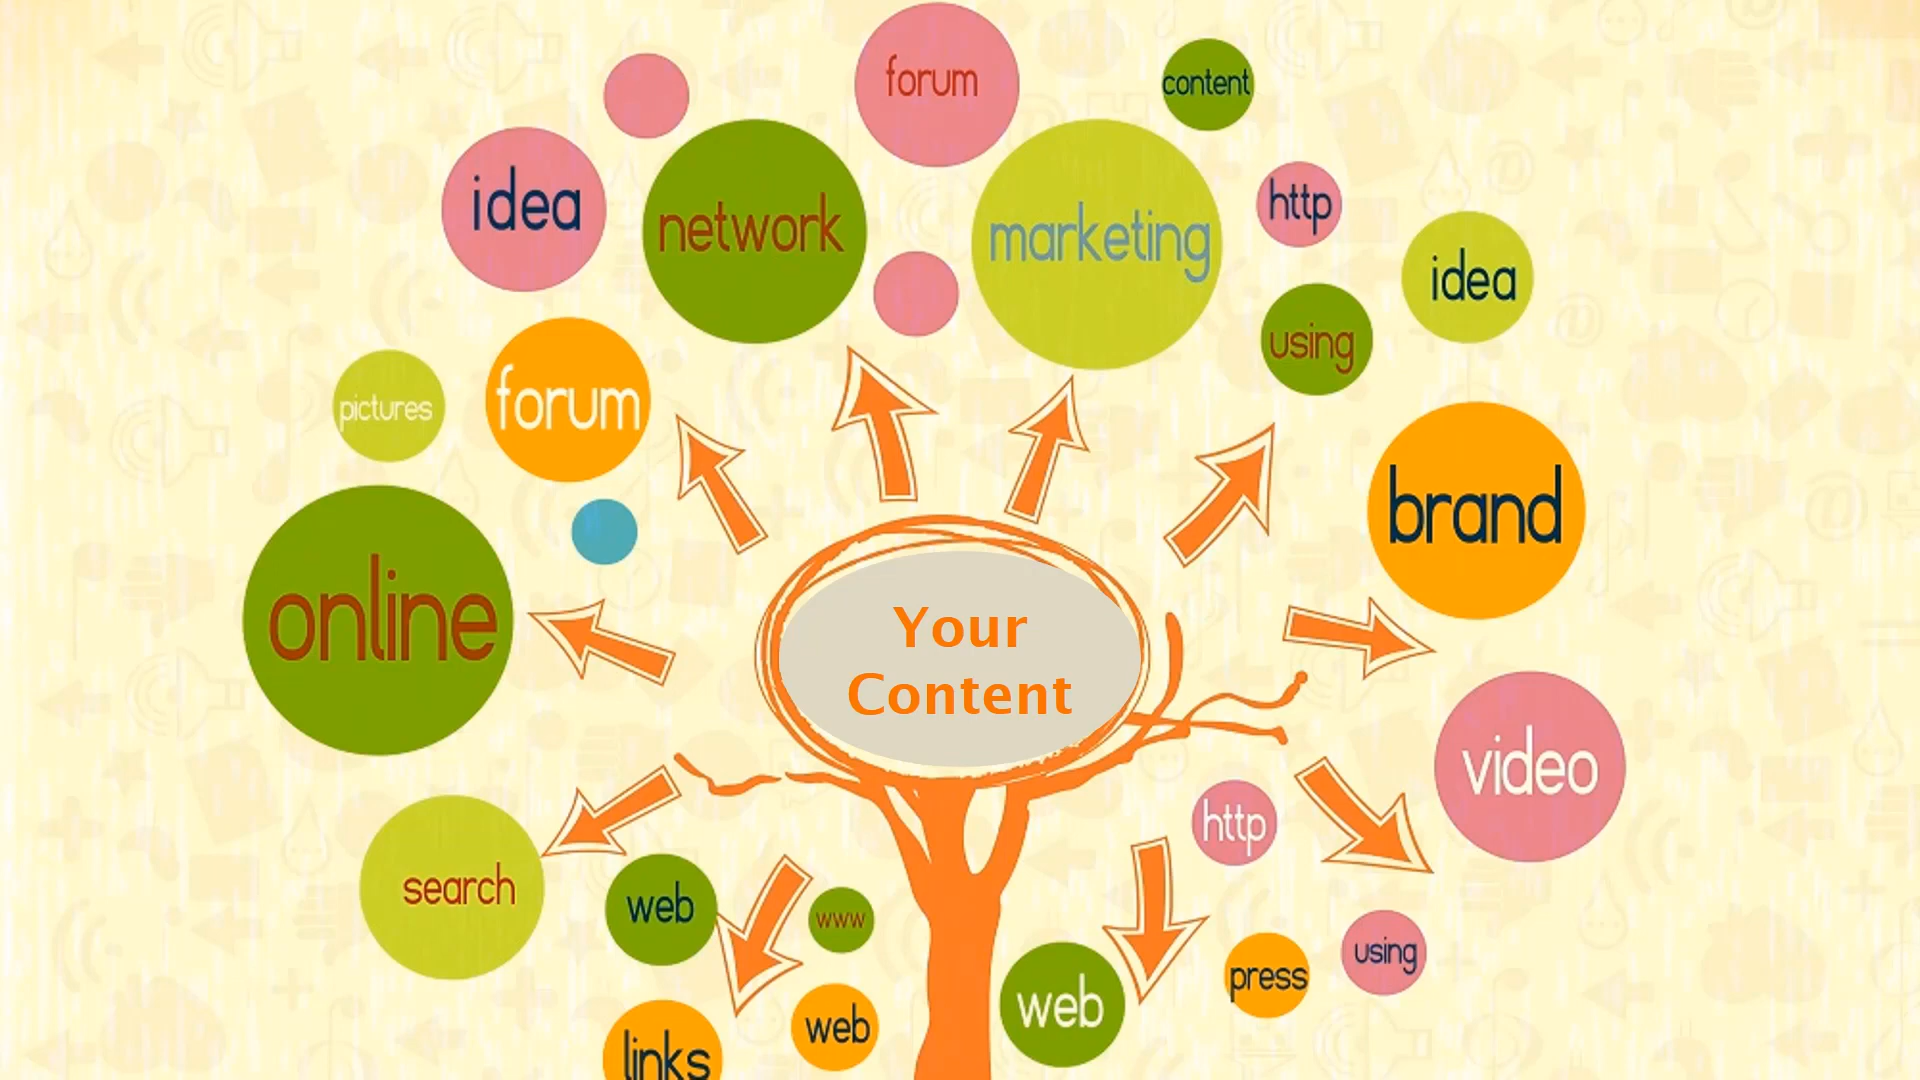 forum
content
idea
network
marketing
http
idea
using
pictures
forum
brand
online
Your
Content
video
search
http
web
www
using
press
web
web
links